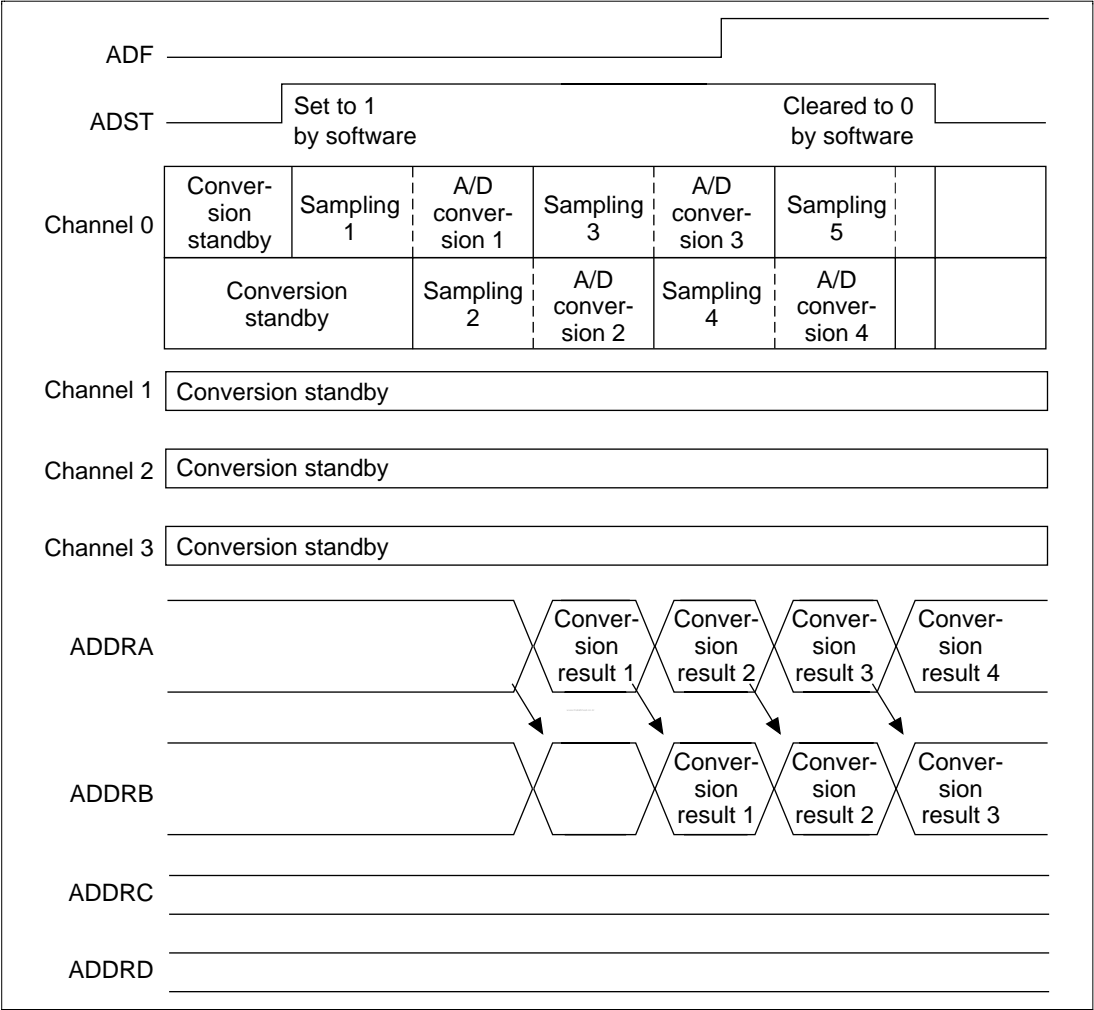 ADF
ADST
Set to 1
by software
Cleared to 0
by software
Channel 0
Conver-
sion
standby
Sampling
1
A/D
conver-
sion 1
Sampling
3
A/D
conver-
sion 3
Sampling
5
Conversion
standby
Sampling
2
A/D
conver-
sion 2
Sampling
4
A/D
conver-
sion 4
Channel 1
Conversion standby
Channel 2
Conversion standby
Channel 3
Conversion standby
ADDRA
Conver-
sion
result 1
Conver-
sion
result 2
Conver-
sion
result 3
Conver-
sion
result 4
ADDRB
Conver-
sion
result 1
Conver-
sion
result 2
Conver-
sion
result 3
ADDRC
ADDRD